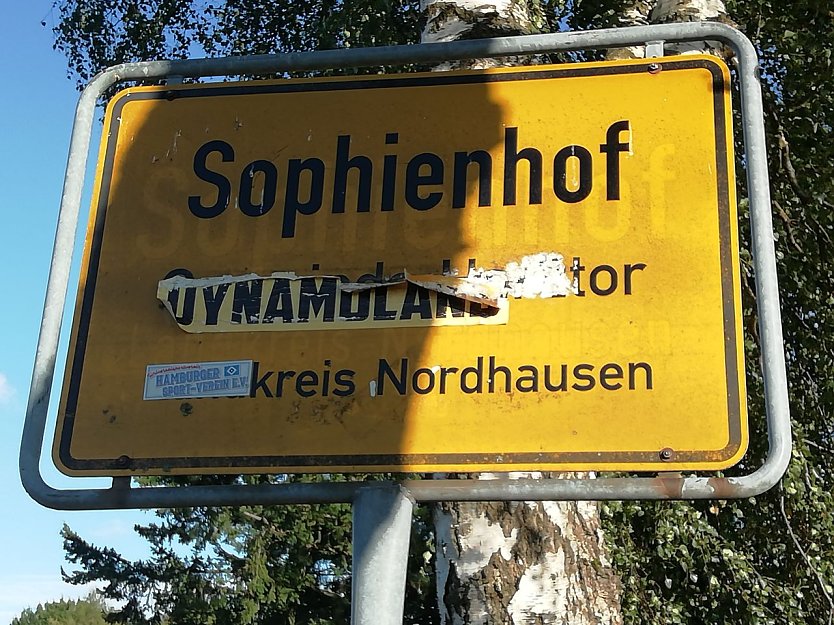 Sophienhof
DYNAMOLAND
tor
HAMBURGER
SPORT-VEREIN E.V.
kreis Nordhausen